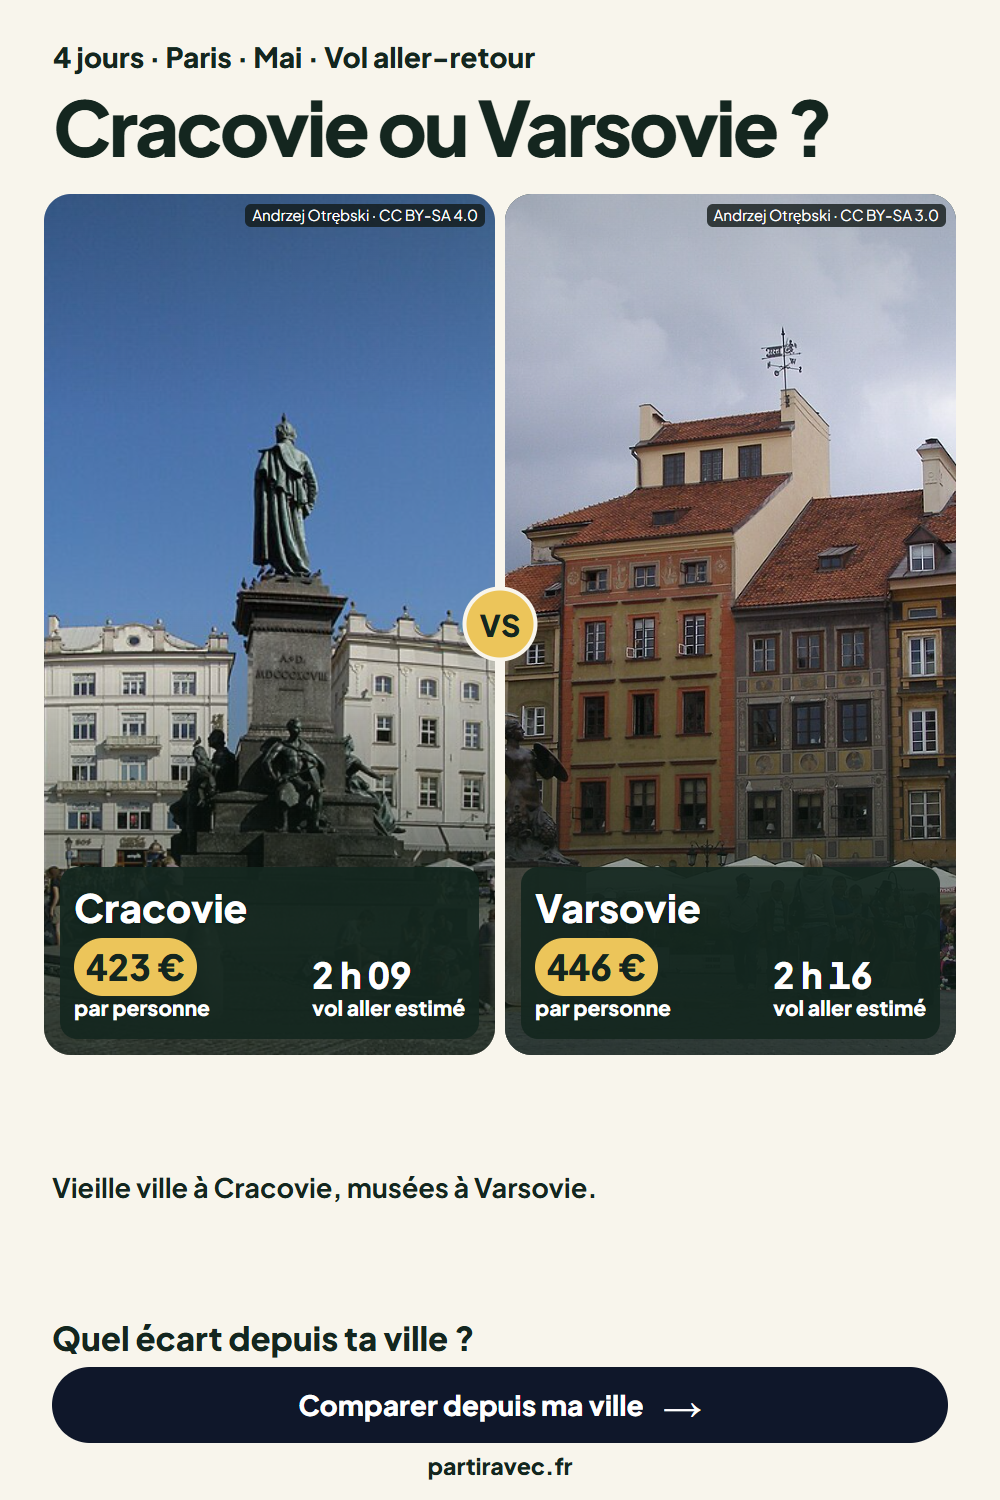 4 jours · Paris · Mai · Vol aller-retour
Cracovie ou Varsovie ?
Andrzej Otrębski · CC BY-SA 4.0
Andrzej Otrębski · CC BY-SA 3.0
VS
Cracovie
423 €
par personne
2 h 09
vol aller estimé
Varsovie
446 €
par personne
2 h 16
vol aller estimé
Vieille ville à Cracovie, musées à Varsovie.
Quel écart depuis ta ville ?
Comparer depuis ma ville →
partiravec.fr